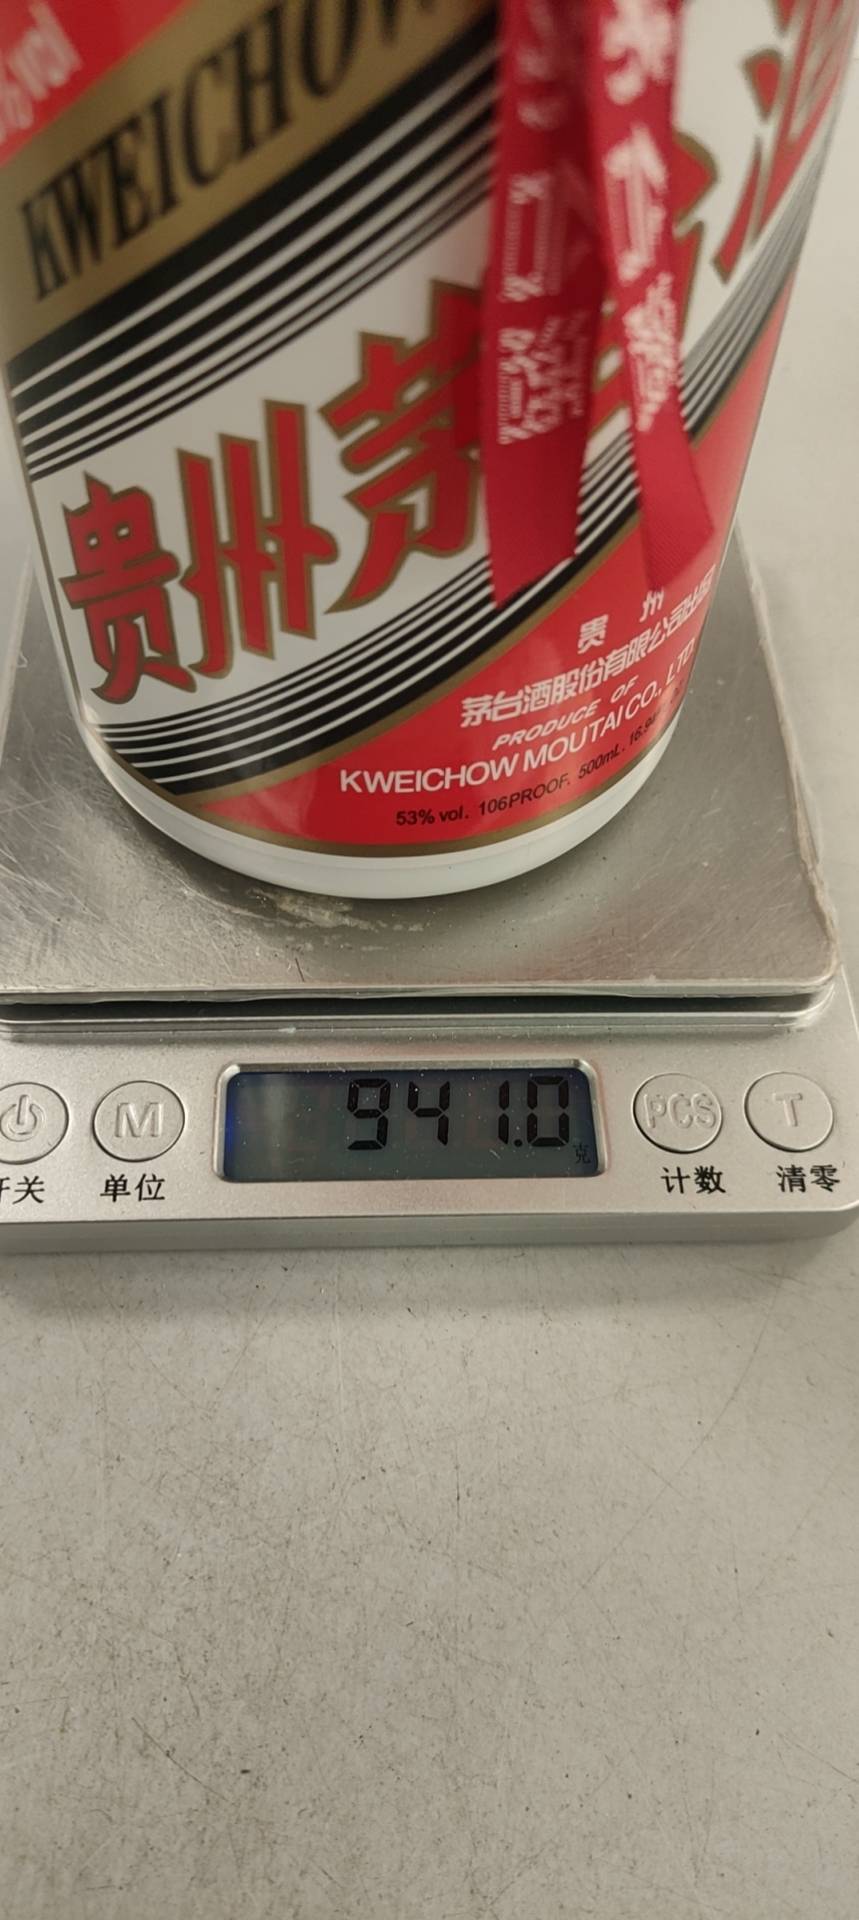 %vol
KWEICHOW
贵州茅
酒
贵 州
茅台酒股份有限公司出品
PRODUCE OF
KWEICHOW MOUTAI CO., LTD.
53% vol. 106PROOF. 500mL.
941.0
克
M
PCS
T
开关
单位
计数
清零